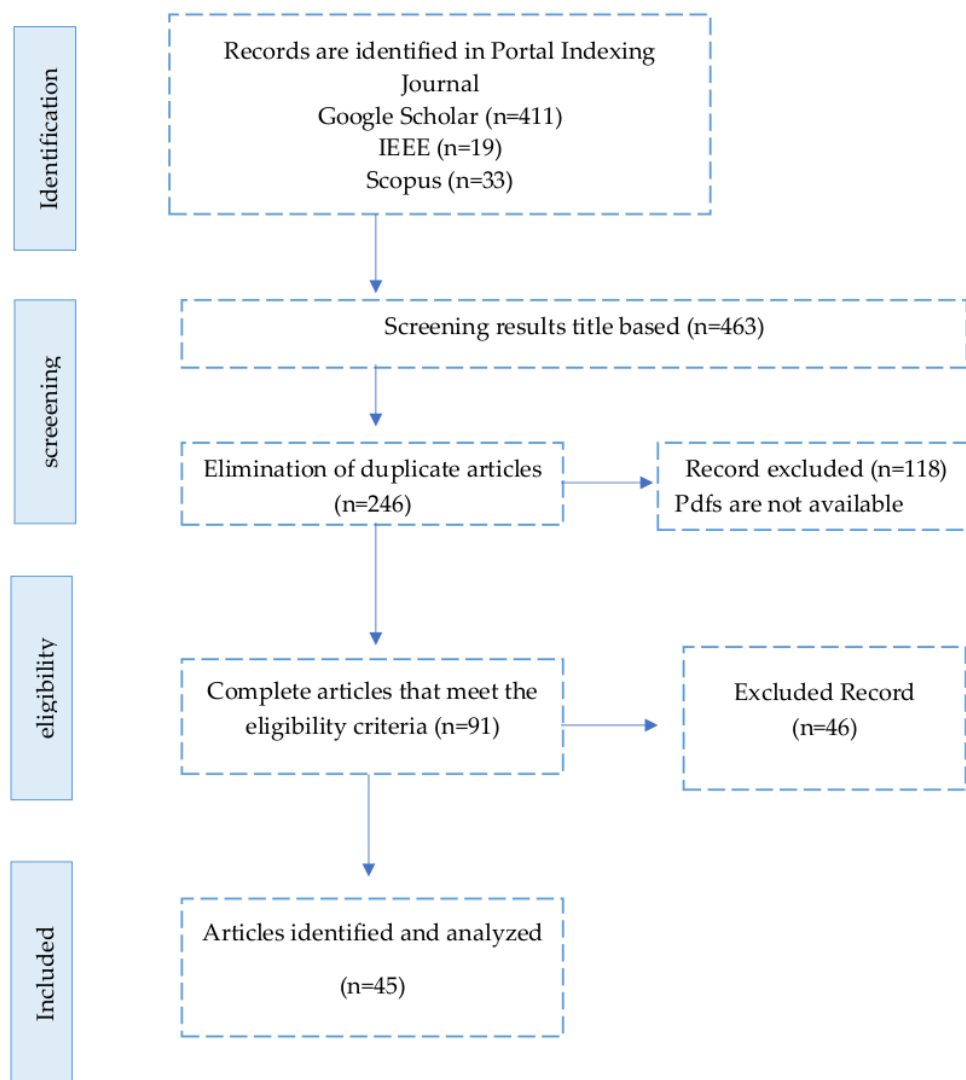 Identification
Records are identified in Portal Indexing
Journal
Google Scholar (n=411)
IEEE (n=19)
Scopus (n=33)
screening
Screening results title based (n=463)
Elimination of duplicate articles
(n=246)
Record excluded (n=118)
Pdfs are not available
eligibility
Complete articles that meet the
eligibility criteria (n=91)
Excluded Record
(n=46)
Included
Articles identified and analyzed
(n=45)